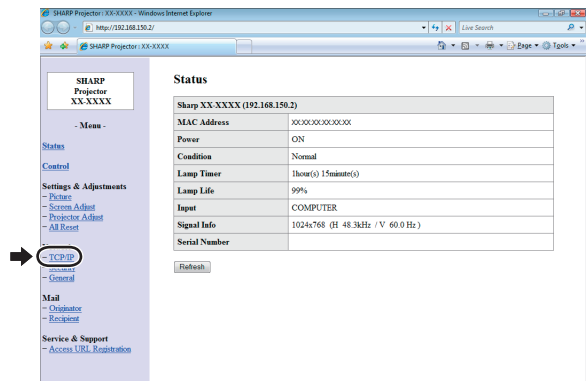 SHARP Projector: XX-XXXX - Windows Internet Explorer
http://192.168.150.2/
Live Search
SHARP Projector: XX-XXXX
Page
Tools
SHARP
Projector
XX-XXXX
- Menu -
Status
Control
Settings & Adjustments
- Picture
- Screen Adjust
- Projector Adjust
- All Reset
- TCP/IP
- Security
- General
Mail
- Originator
- Recipient
Service & Support
- Access URL Registration
Status
Sharp XX-XXXX (192.168.150.2)
MAC Address XX:XX:XX:XX:XX:XX
Power ON
Condition Normal
Lamp Timer 1hour(s) 15minute(s)
Lamp Life 99%
Input COMPUTER
Signal Info 1024x768 (H 48.3kHz / V 60.0 Hz )
Serial Number
Refresh